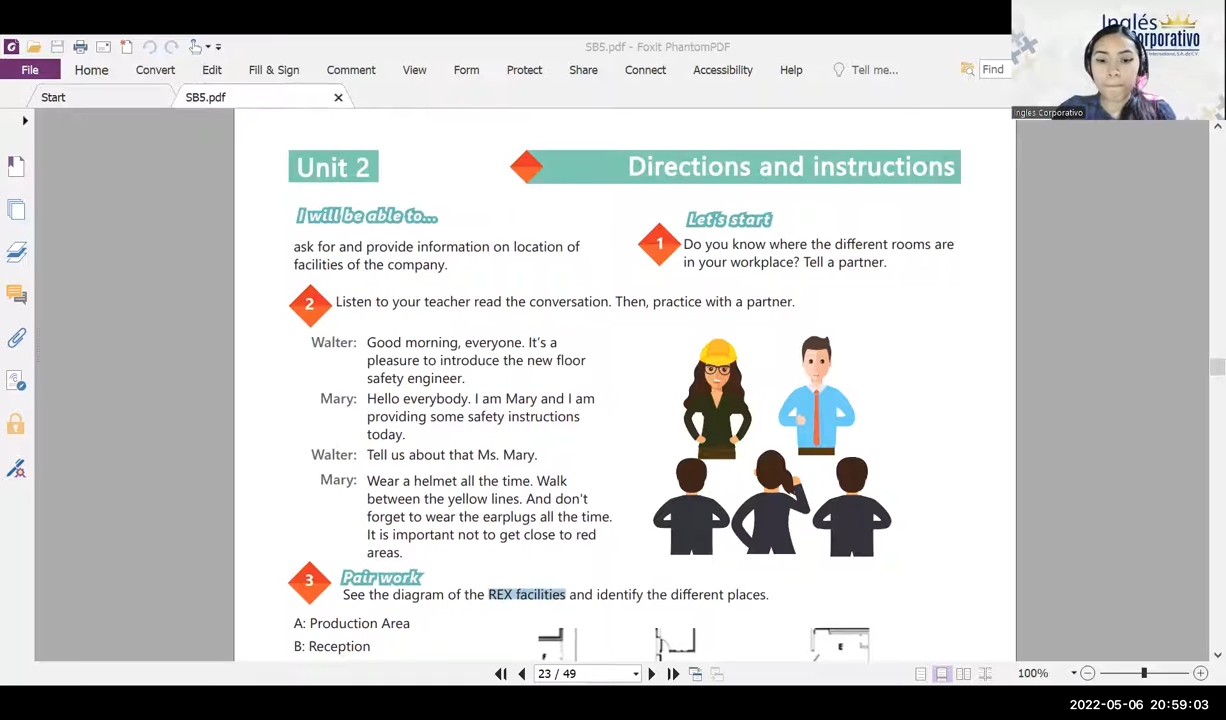 SB5.pdf - Foxit PhantomPDF
File Home Convert Edit Fill & Sign Comment View Form Protect Share Connect Accessibility Help Tell me... Find
Start SB5.pdf
Inglés
Corporativo
Ingles Corporativo
Unit 2
Directions and instructions
I will be able to...
ask for and provide information on location of
facilities of the company.
Let's start
1 Do you know where the different rooms are
in your workplace? Tell a partner.
2 Listen to your teacher read the conversation. Then, practice with a partner.
Walter: Good morning, everyone. It's a
pleasure to introduce the new floor
safety engineer.
Mary: Hello everybody. I am Mary and I am
providing some safety instructions
today.
Walter: Tell us about that Ms. Mary.
Mary: Wear a helmet all the time. Walk
between the yellow lines. And don't
forget to wear the earplugs all the time.
It is important not to get close to red
areas.
3 Pair work
See the diagram of the REX facilities and identify the different places.
A: Production Area
B: Reception
E
23 / 49
100%
2022-05-06 20:59:03